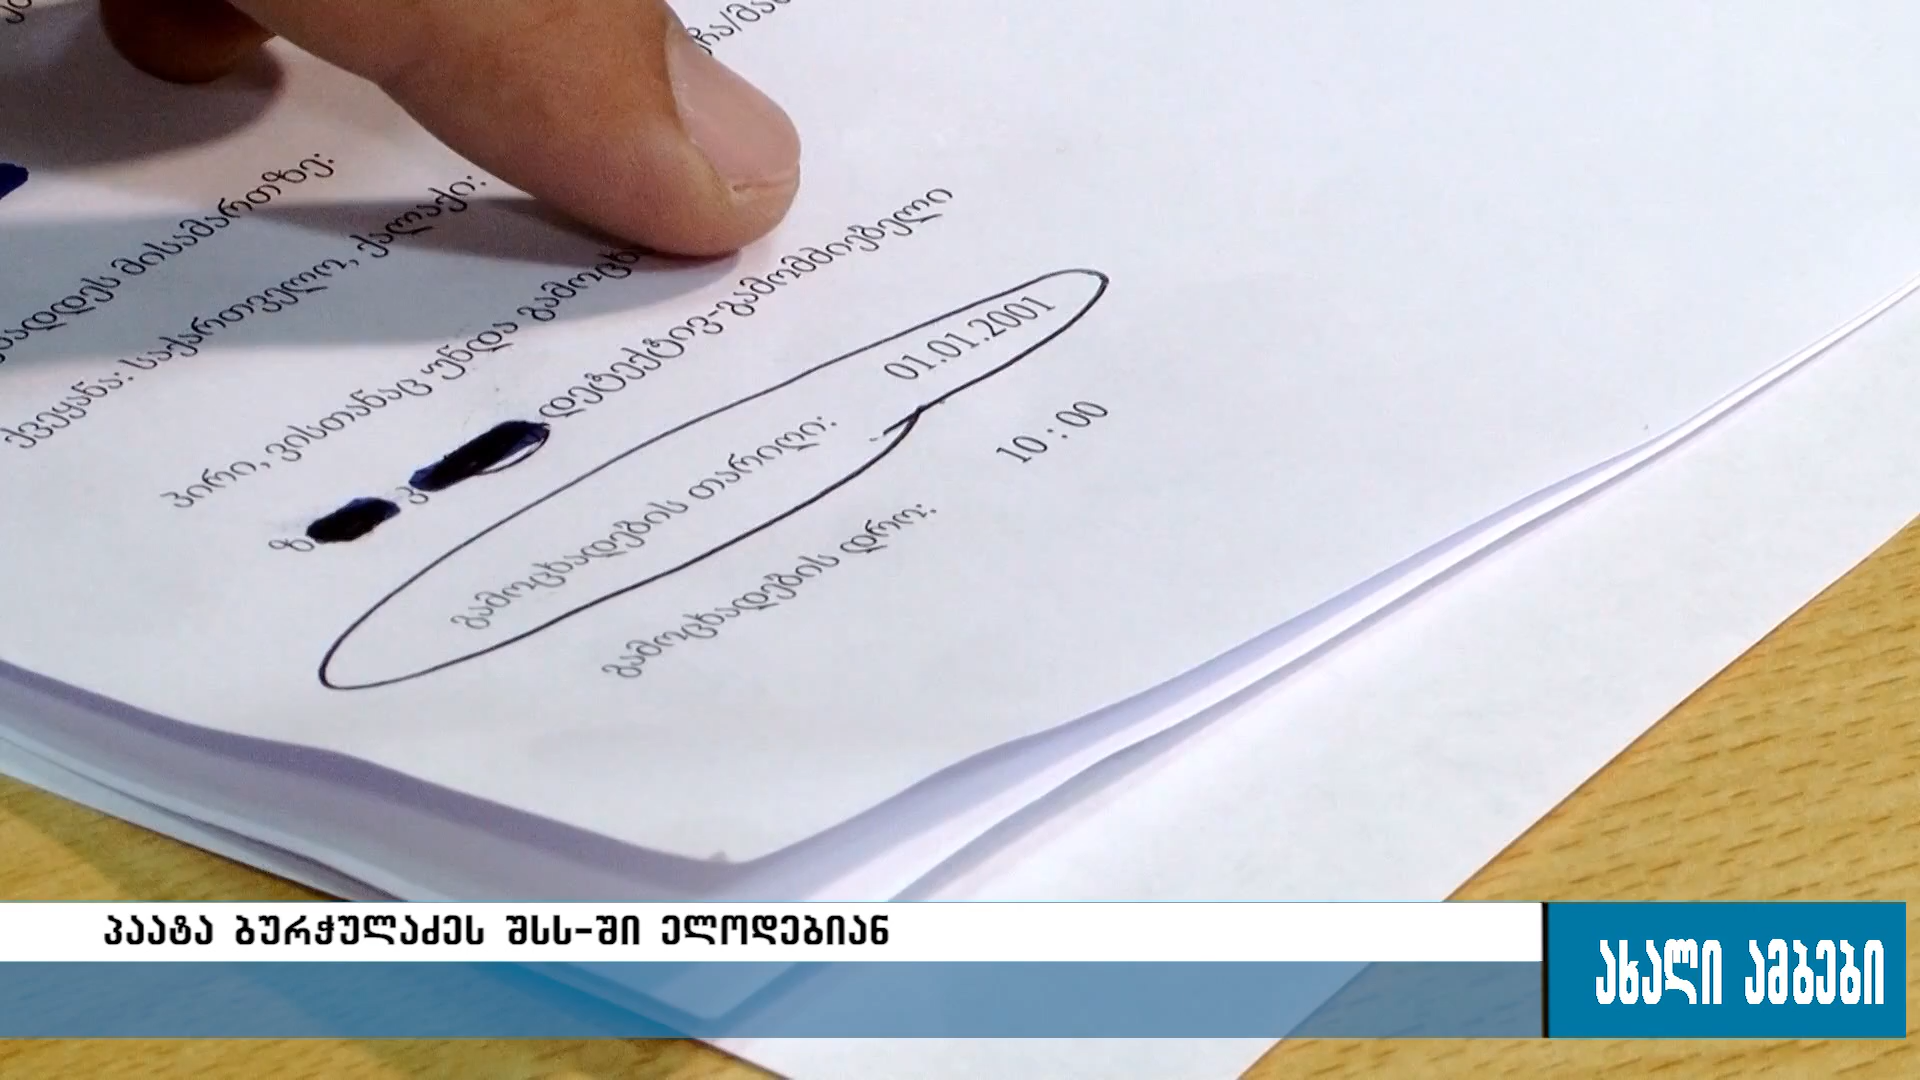 მისამართზე:
ქვეყანა: საქართველო, ქალაქი:
პირი, ვისთანაც უნდა
ზ კ დეტექტივ-გამომძიებელი
გამოცხადების თარიღი: 01.01.2001
გამოცხადების დრო: 10 : 00
პაატა ბურჭულაძეს შსს-ში ელოდებიან
ახალი ამბები